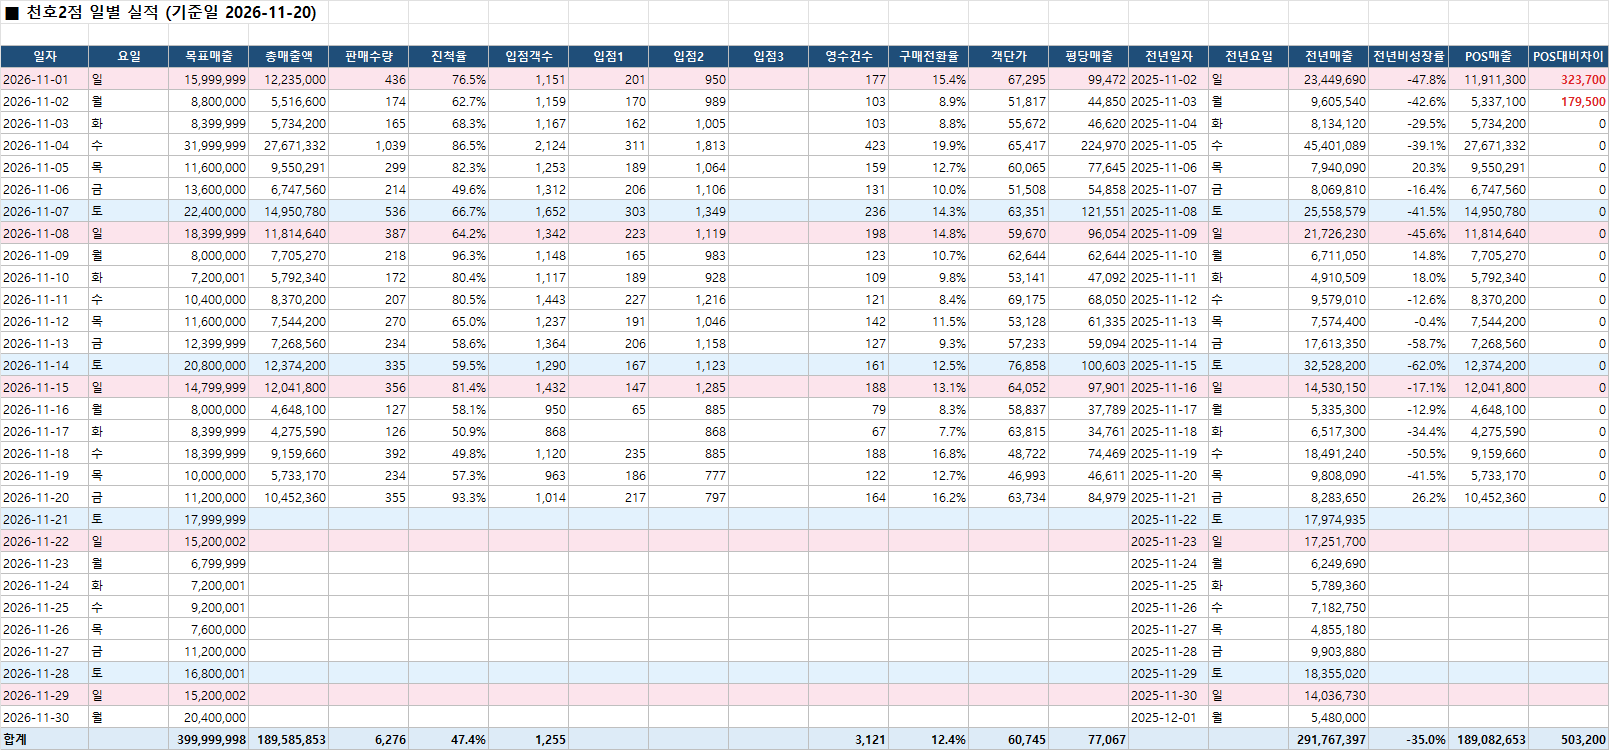 ■ 천호2점 일별 실적 (기준일 2026-11-20)
일자 요일 목표매출 총매출액 판매수량 진척율 입점객수 입점1 입점2 입점3 영수건수 구매전환율 객단가 평당매출 전년일자 전년요일 전년매출 전년비성장률 POS매출 POS대비차이
2026-11-01 일 15,999,999 12,235,000 436 76.5% 1,151 201 950 177 15.4% 67,295 99,472 2025-11-02 일 23,449,690 -47.8% 11,911,300 323,700
2026-11-02 월 8,800,000 5,516,600 174 62.7% 1,159 170 989 103 8.9% 51,817 44,850 2025-11-03 월 9,605,540 -42.6% 5,337,100 179,500
2026-11-03 화 8,399,999 5,734,200 165 68.3% 1,167 162 1,005 103 8.8% 55,672 46,620 2025-11-04 화 8,134,120 -29.5% 5,734,200 0
2026-11-04 수 31,999,999 27,671,332 1,039 86.5% 2,124 311 1,813 423 19.9% 65,417 224,970 2025-11-05 수 45,401,089 -39.1% 27,671,332 0
2026-11-05 목 11,600,000 9,550,291 299 82.3% 1,253 189 1,064 159 12.7% 60,065 77,645 2025-11-06 목 7,940,090 20.3% 9,550,291 0
2026-11-06 금 13,600,000 6,747,560 214 49.6% 1,312 206 1,106 131 10.0% 51,508 54,858 2025-11-07 금 8,069,810 -16.4% 6,747,560 0
2026-11-07 토 22,400,000 14,950,780 536 66.7% 1,652 303 1,349 236 14.3% 63,351 121,551 2025-11-08 토 25,558,579 -41.5% 14,950,780 0
2026-11-08 일 18,399,999 11,814,640 387 64.2% 1,342 223 1,119 198 14.8% 59,670 96,054 2025-11-09 일 21,726,230 -45.6% 11,814,640 0
2026-11-09 월 8,000,000 7,705,270 218 96.3% 1,148 165 983 123 10.7% 62,644 62,644 2025-11-10 월 6,711,050 14.8% 7,705,270 0
2026-11-10 화 7,200,001 5,792,340 172 80.4% 1,117 189 928 109 9.8% 53,141 47,092 2025-11-11 화 4,910,509 18.0% 5,792,340 0
2026-11-11 수 10,400,000 8,370,200 207 80.5% 1,443 227 1,216 121 8.4% 69,175 68,050 2025-11-12 수 9,579,010 -12.6% 8,370,200 0
2026-11-12 목 11,600,000 7,544,200 270 65.0% 1,237 191 1,046 142 11.5% 53,128 61,335 2025-11-13 목 7,574,400 -0.4% 7,544,200 0
2026-11-13 금 12,399,999 7,268,560 234 58.6% 1,364 206 1,158 127 9.3% 57,233 59,094 2025-11-14 금 17,613,350 -58.7% 7,268,560 0
2026-11-14 토 20,800,000 12,374,200 335 59.5% 1,290 167 1,123 161 12.5% 76,858 100,603 2025-11-15 토 32,528,200 -62.0% 12,374,200 0
2026-11-15 일 14,799,999 12,041,800 356 81.4% 1,432 147 1,285 188 13.1% 64,052 97,901 2025-11-16 일 14,530,150 -17.1% 12,041,800 0
2026-11-16 월 8,000,000 4,648,100 127 58.1% 950 65 885 79 8.3% 58,837 37,789 2025-11-17 월 5,335,300 -12.9% 4,648,100 0
2026-11-17 화 8,399,999 4,275,590 126 50.9% 868 868 67 7.7% 63,815 34,761 2025-11-18 화 6,517,300 -34.4% 4,275,590 0
2026-11-18 수 18,399,999 9,159,660 392 49.8% 1,120 235 885 188 16.8% 48,722 74,469 2025-11-19 수 18,491,240 -50.5% 9,159,660 0
2026-11-19 목 10,000,000 5,733,170 234 57.3% 963 186 777 122 12.7% 46,993 46,611 2025-11-20 목 9,808,090 -41.5% 5,733,170 0
2026-11-20 금 11,200,000 10,452,360 355 93.3% 1,014 217 797 164 16.2% 63,734 84,979 2025-11-21 금 8,283,650 26.2% 10,452,360 0
2026-11-21 토 17,999,999 2025-11-22 토 17,974,935
2026-11-22 일 15,200,002 2025-11-23 일 17,251,700
2026-11-23 월 6,799,999 2025-11-24 월 6,249,690
2026-11-24 화 7,200,001 2025-11-25 화 5,789,360
2026-11-25 수 9,200,001 2025-11-26 수 7,182,750
2026-11-26 목 7,600,000 2025-11-27 목 4,855,180
2026-11-27 금 11,200,000 2025-11-28 금 9,903,880
2026-11-28 토 16,800,001 2025-11-29 토 18,355,020
2026-11-29 일 15,200,002 2025-11-30 일 14,036,730
2026-11-30 월 20,400,000 2025-12-01 월 5,480,000
합계 399,999,998 189,585,853 6,276 47.4% 1,255 3,121 12.4% 60,745 77,067 291,767,397 -35.0% 189,082,653 503,200